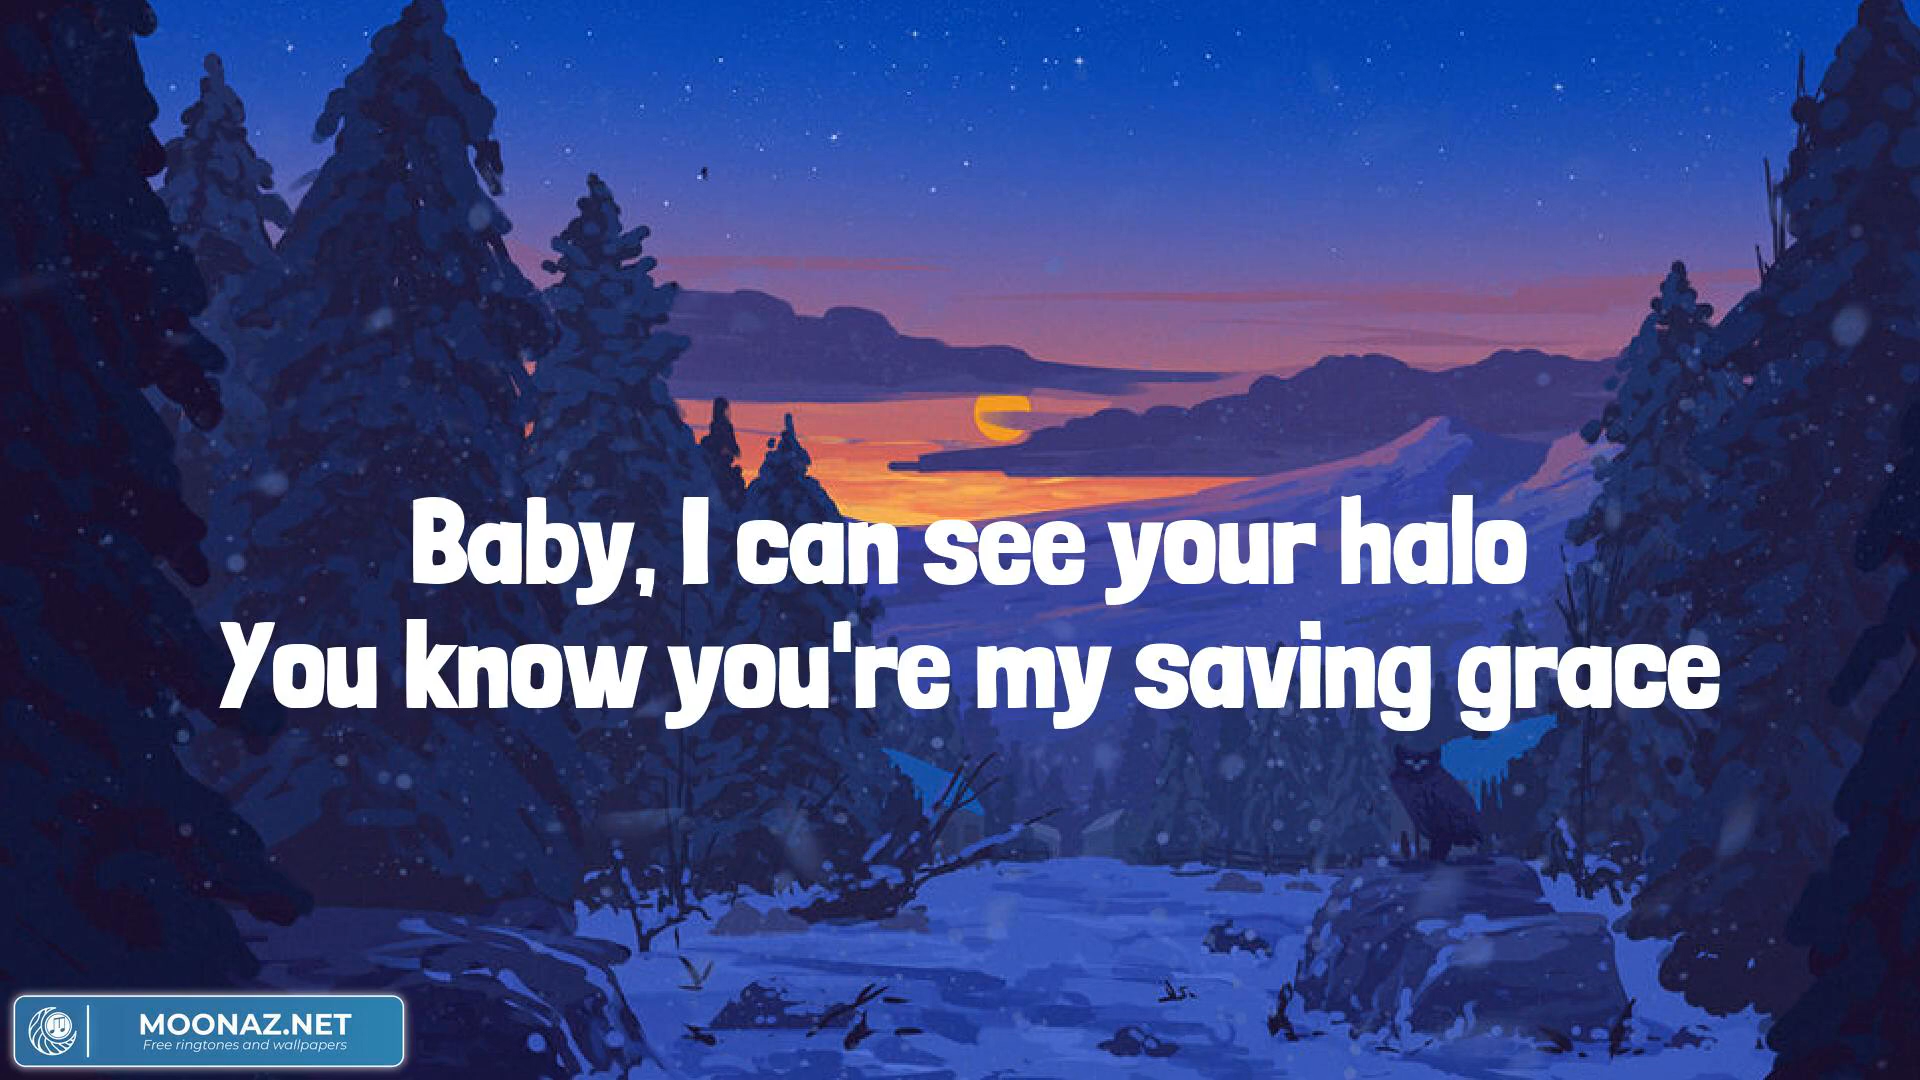 Baby, I can see your halo
You know you're my saving grace
MOONAZ.NET
Free ringtones and wallpapers